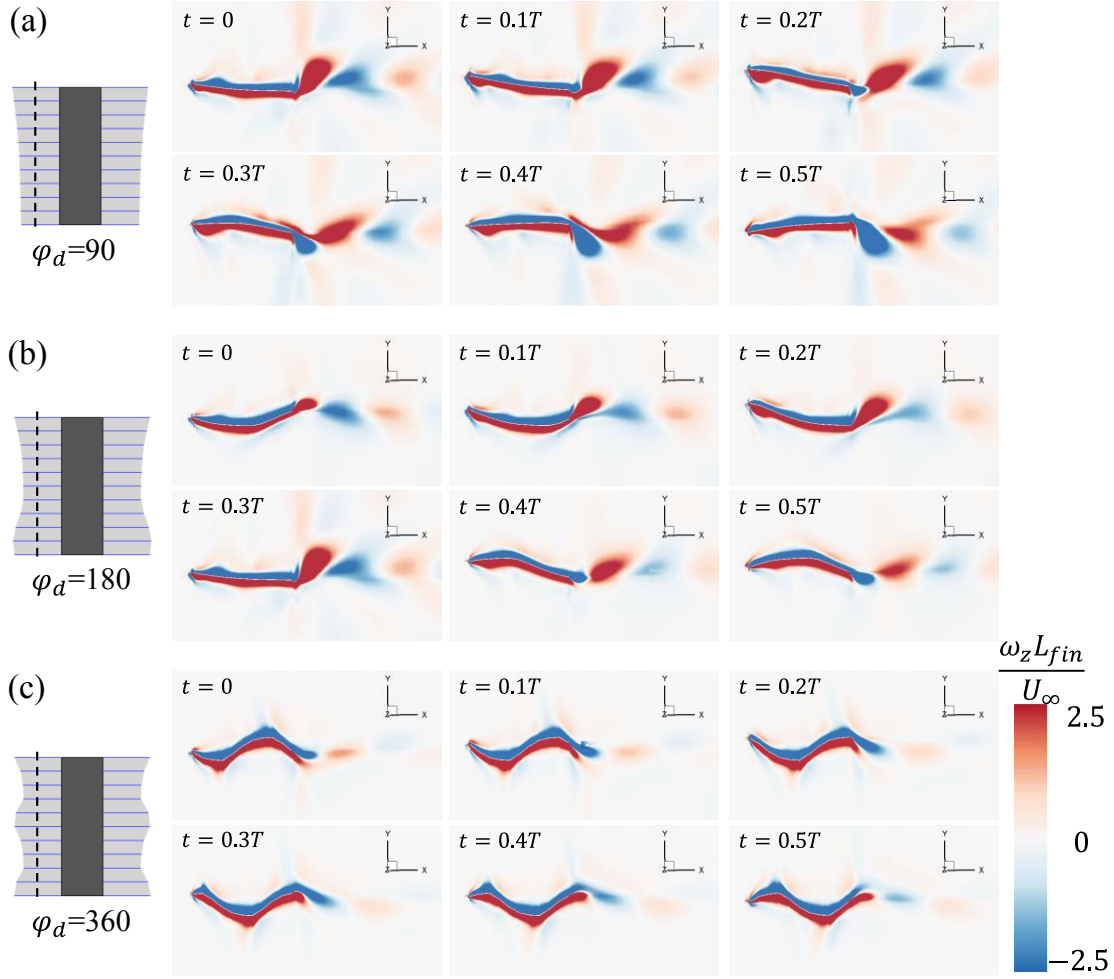 (a)
t = 0
t = 0.1T
t = 0.2T
Y
Z
X
Y
Z
X
Y
Z
X
t = 0.3T
t = 0.4T
t = 0.5T
Y
Z
X
Y
Z
X
Y
Z
X
φd=90
(b)
t = 0
t = 0.1T
t = 0.2T
Y
Z
X
Y
Z
X
Y
Z
X
t = 0.3T
t = 0.4T
t = 0.5T
Y
Z
X
Y
Z
X
Y
Z
X
φd=180
(c)
t = 0
t = 0.1T
t = 0.2T
Y
Z
X
Y
Z
X
Y
Z
X
t = 0.3T
t = 0.4T
t = 0.5T
Y
Z
X
Y
Z
X
Y
Z
X
φd=360
ωzLfin
U∞
2.5
0
−2.5